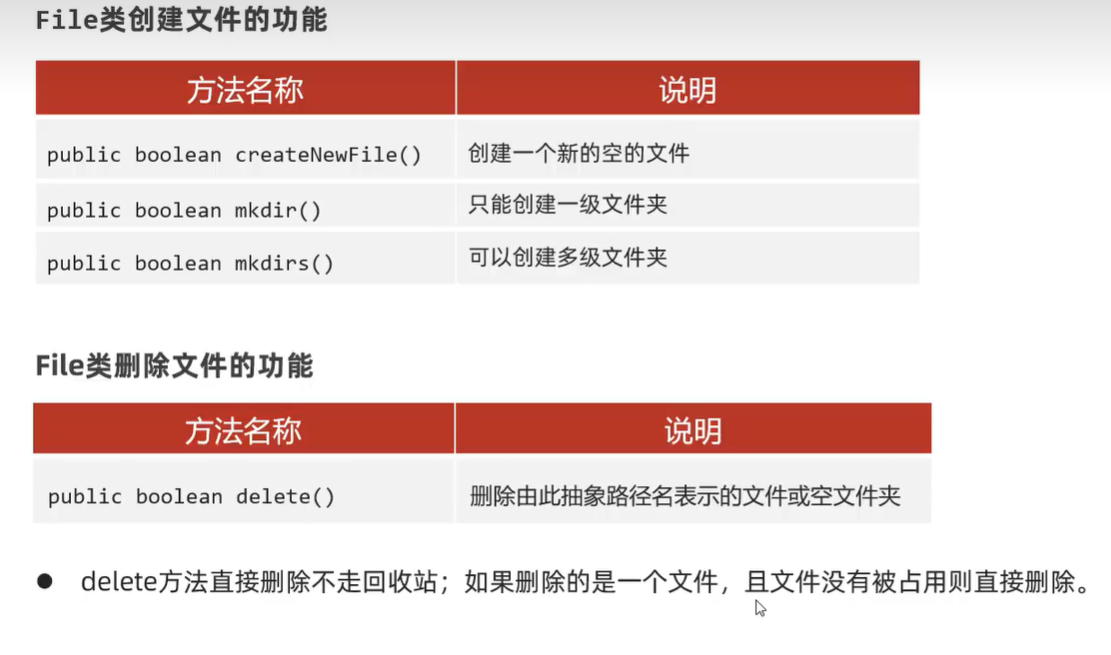 File类创建文件的功能
方法名称 说明
public boolean createNewFile() 创建一个新的空的文件
public boolean mkdir() 只能创建一级文件夹
public boolean mkdirs() 可以创建多级文件夹
File类删除文件的功能
方法名称 说明
public boolean delete() 删除由此抽象路径名表示的文件或空文件夹
● delete方法直接删除不走回收站；如果删除的是一个文件，且文件没有被占用则直接删除。